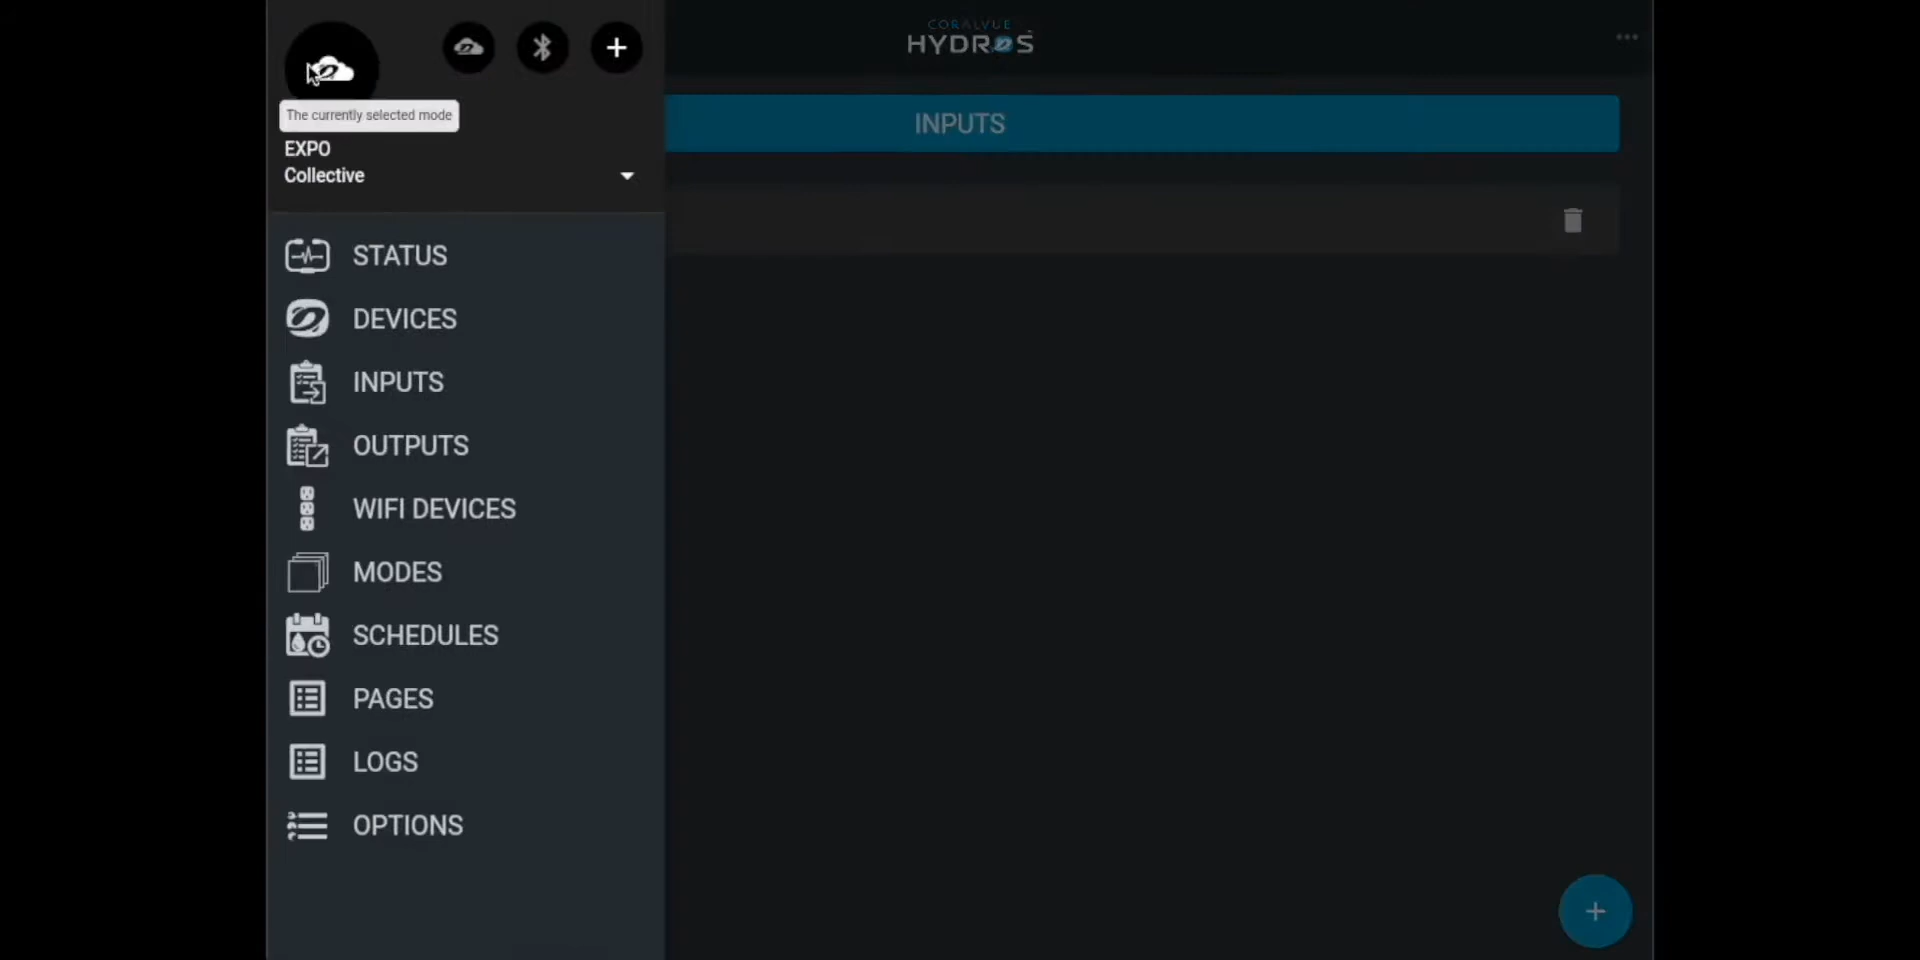 CORALVUE
HYDROS
The currently selected mode
EXPO
Collective
INPUTS
STATUS
DEVICES
INPUTS
OUTPUTS
WIFI DEVICES
MODES
SCHEDULES
PAGES
LOGS
OPTIONS